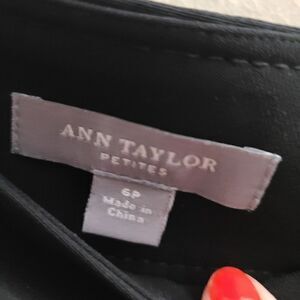 ANN TAYLOR
PETITES
6P
Made in
China